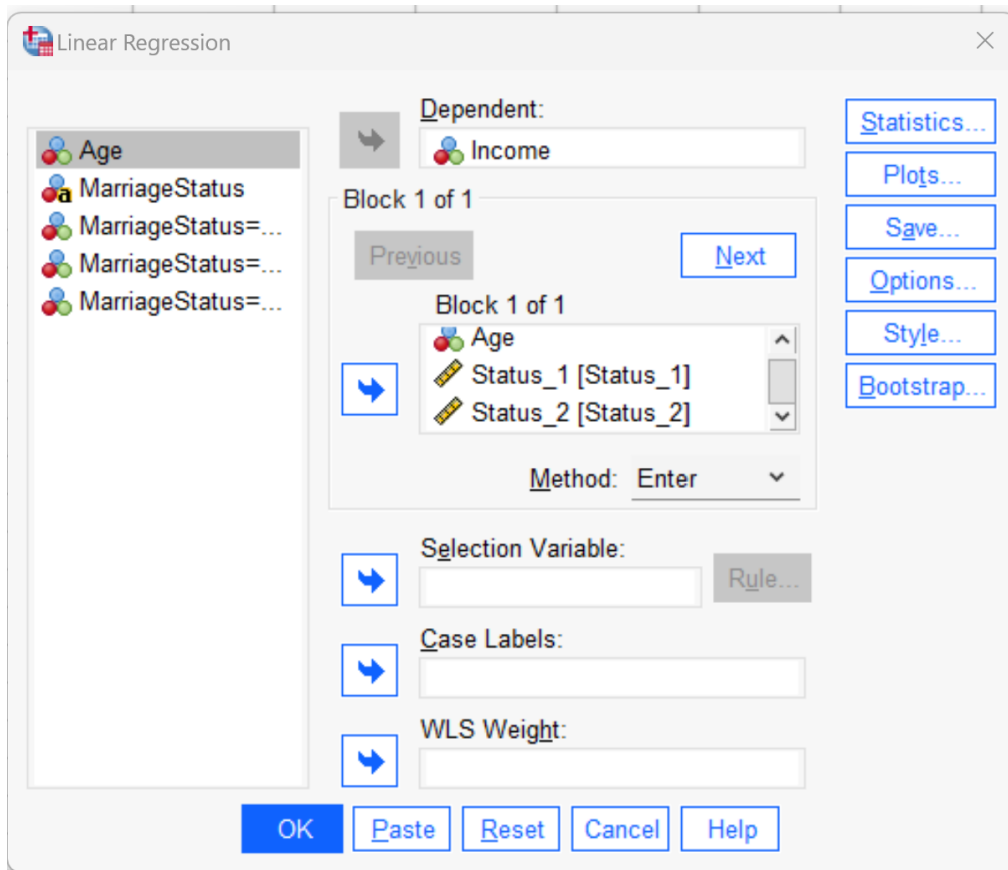 Linear Regression
Age
MarriageStatus
MarriageStatus=...
MarriageStatus=...
MarriageStatus=...
Dependent:
Income
Block 1 of 1
Previous
Next
Block 1 of 1
Age
Status_1 [Status_1]
Status_2 [Status_2]
Method: Enter
Selection Variable:
Rule...
Case Labels:
WLS Weight:
Statistics...
Plots...
Save...
Options...
Style...
Bootstrap...
OK Paste Reset Cancel Help